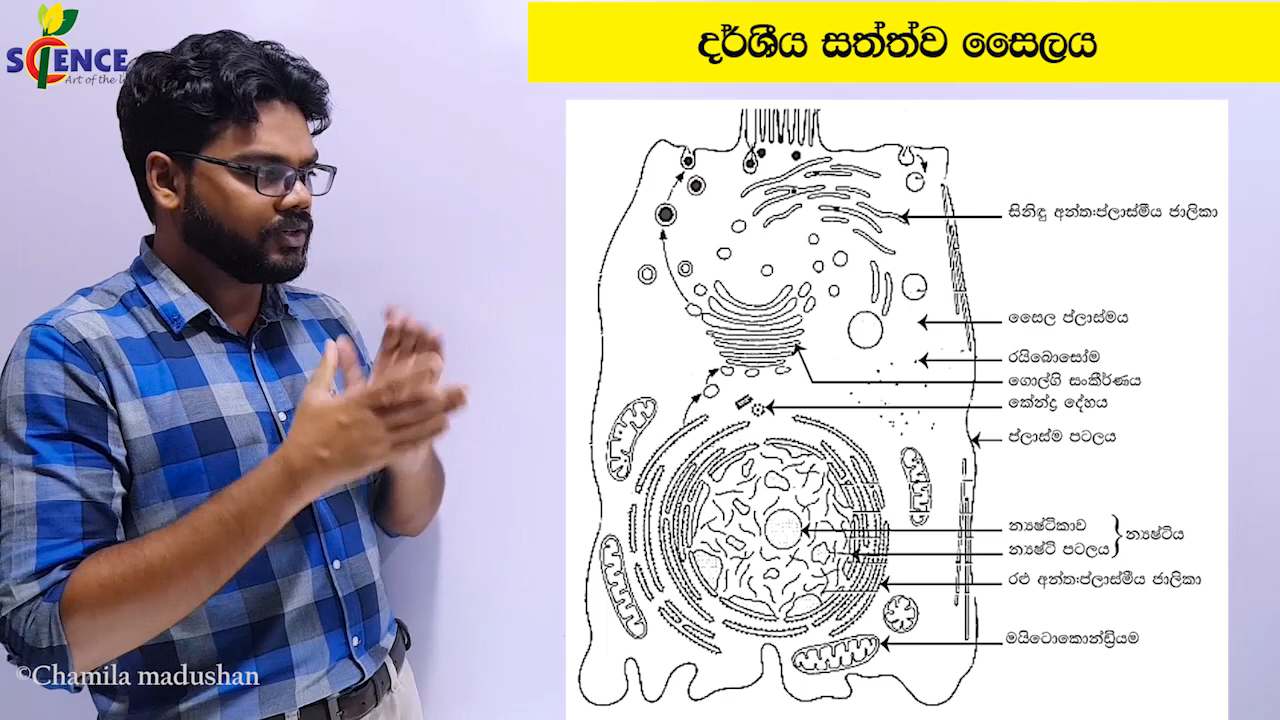 SCIENCE
Art of the l
දර්ශීය සත්ත්ව සෛලය
සිනිඳු අන්තඃප්ලාස්මීය ජාලිකා
සෛල ප්ලාස්මය
රයිබොසෝම
ගොල්ගි සංකීර්ණය
කේන්ද්‍ර දේහය
ප්ලාස්ම පටලය
න්‍යෂ්ටිකාව
න්‍යෂ්ටිය
න්‍යෂ්ටි පටලය
රළු අන්තඃප්ලාස්මීය ජාලිකා
මයිටොකොන්ඩ්‍රියම
©Chamila madushan